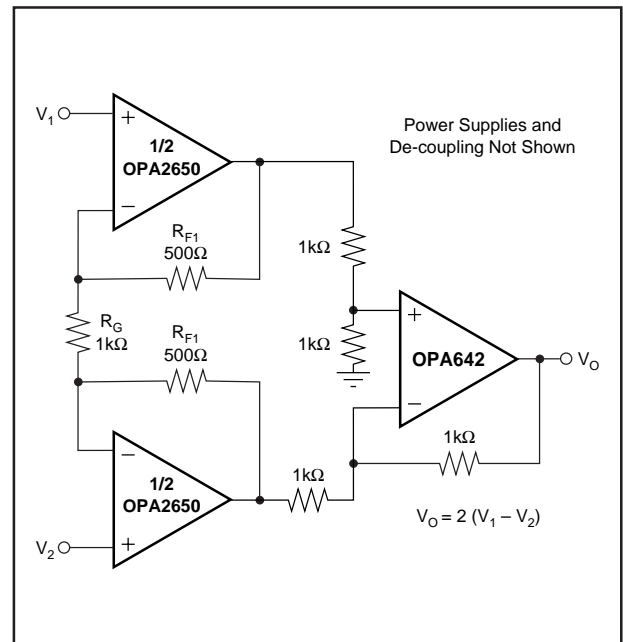 V1
+
1/2
OPA2650
−
Power Supplies and
De-coupling Not Shown
RF1
500Ω
1kΩ
RG
1kΩ
RF1
500Ω
1kΩ
+
OPA642
−
VO
−
1/2
OPA2650
+
V2
1kΩ
1kΩ
VO = 2 (V1 – V2)